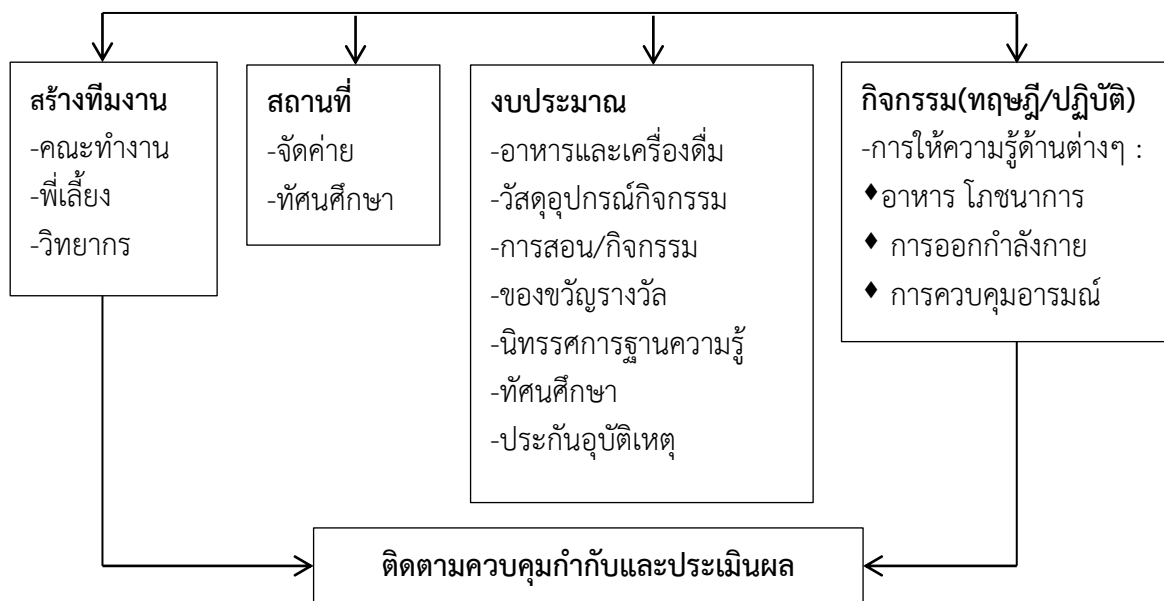 สร้างทีมงาน
-คณะทำงาน
-พี่เลี้ยง
-วิทยากร
สถานที่
-จัดค่าย
-ทัศนศึกษา
งบประมาณ
-อาหารและเครื่องดื่ม
-วัสดุอุปกรณ์กิจกรรม
-การสอน/กิจกรรม
-ของขวัญรางวัล
-นิทรรศการฐานความรู้
-ทัศนศึกษา
-ประกันอุบัติเหตุ
กิจกรรม(ทฤษฎี/ปฏิบัติ)
-การให้ความรู้ด้านต่างๆ :
♦อาหาร โภชนาการ
♦ การออกกำลังกาย
♦ การควบคุมอารมณ์
ติดตามควบคุมกำกับและประเมินผล